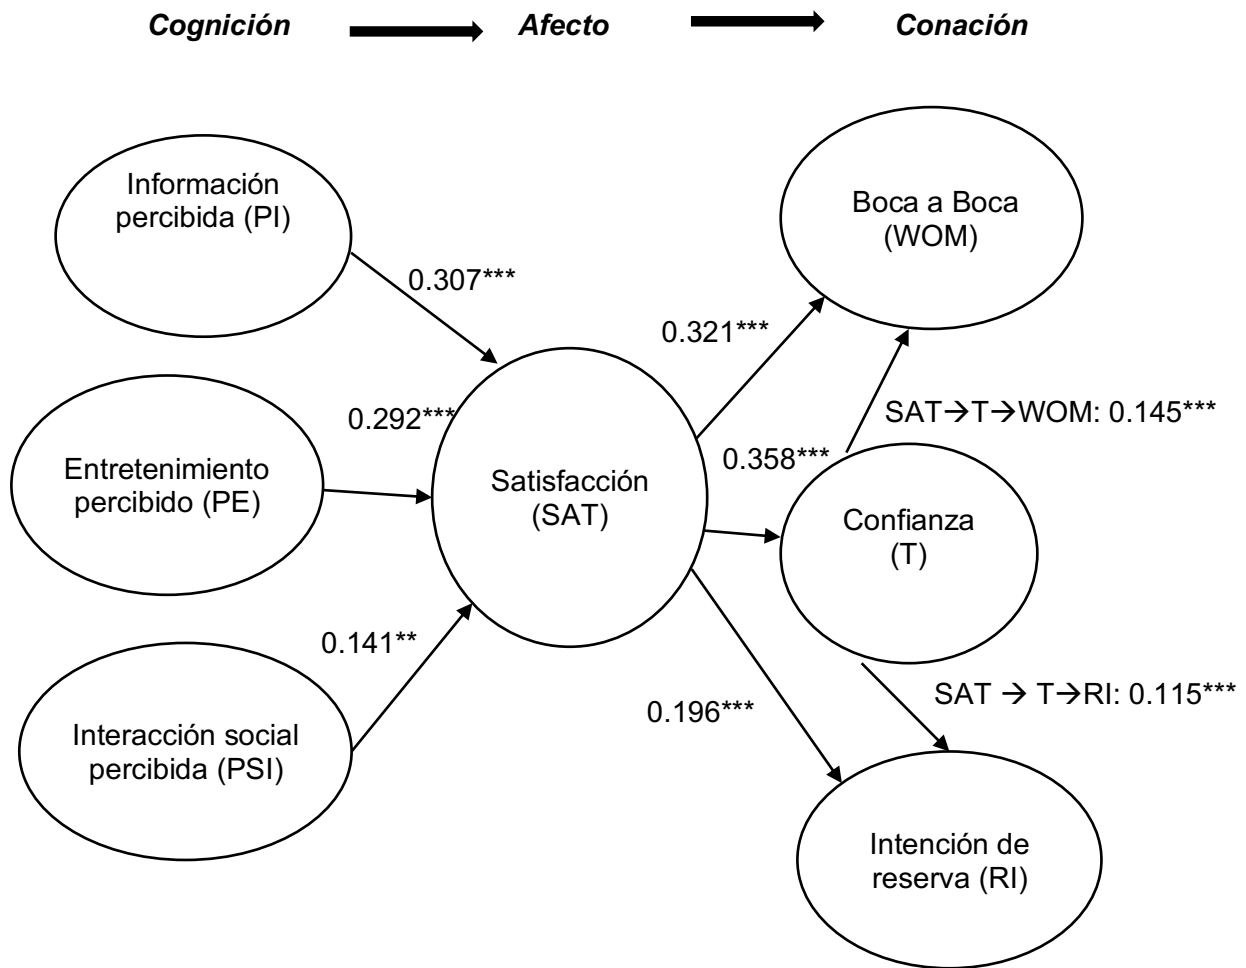 Cognición
Afecto
Conación
Información
percibida (PI)
0.307***
Entretenimiento
percibido (PE)
0.292***
Interacción social
percibida (PSI)
0.141**
Satisfacción
(SAT)
0.321***
0.358***
0.196***
Boca a Boca
(WOM)
SAT→T→WOM: 0.145***
Confianza
(T)
SAT → T→RI: 0.115***
Intención de
reserva (RI)